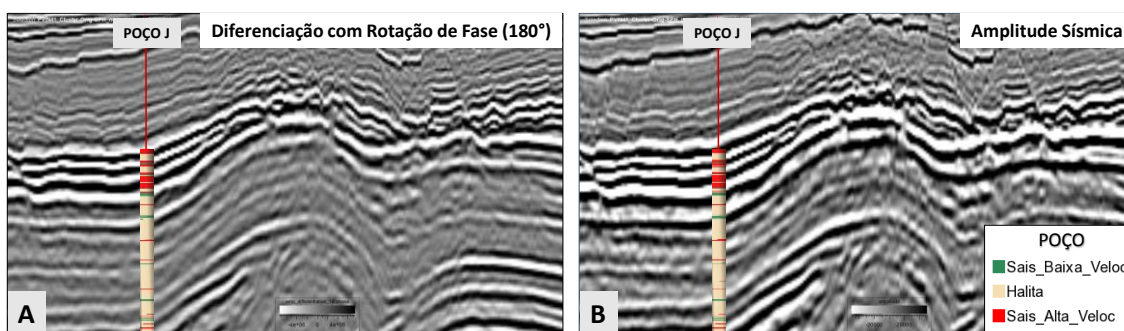 POÇO J
Diferenciação com Rotação de Fase (180°)
A
POÇO J
Amplitude Sísmica
B
POÇO
Sais_Baixa_Veloc
Halita
Sais_Alta_Veloc